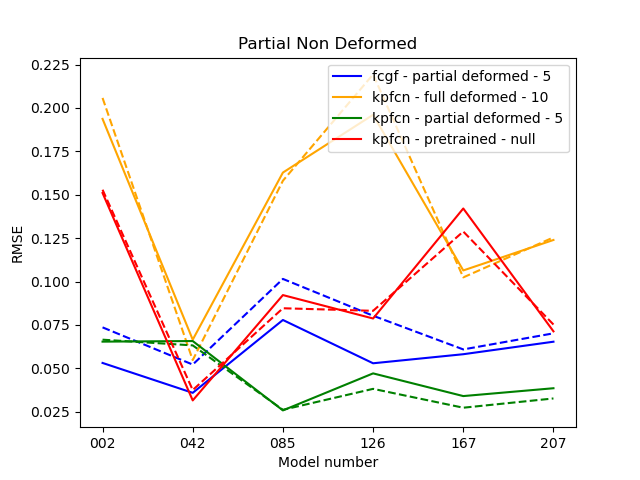 Partial Non Deformed
fcgf - partial deformed - 5
kpfcn - full deformed - 10
kpfcn - partial deformed - 5
kpfcn - pretrained - null
0.225
0.200
0.175
0.150
0.125
0.100
0.075
0.050
0.025
RMSE
002 042 085 126 167 207
Model number